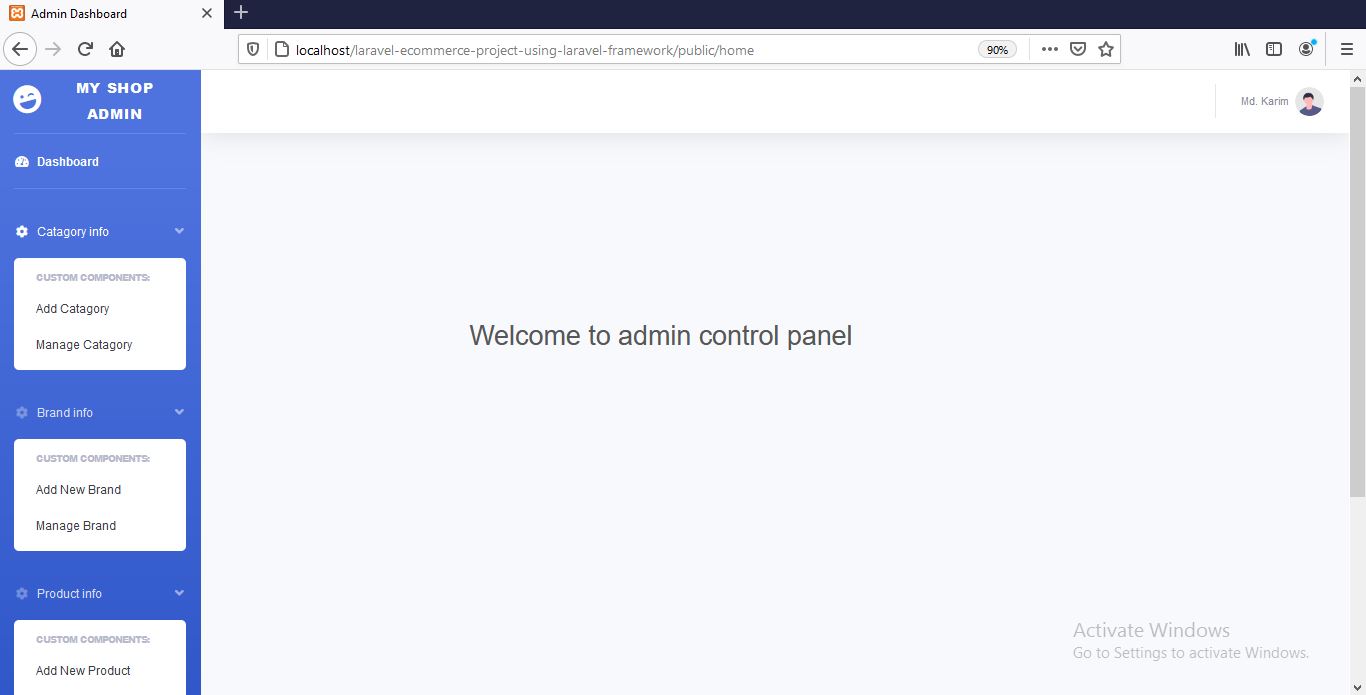 Admin Dashboard
localhost/laravel-ecommerce-project-using-laravel-framework/public/home
90%
MY SHOP
ADMIN
Md. Karim
Dashboard
Catagory info
CUSTOM COMPONENTS:
Add Catagory
Manage Catagory
Brand info
CUSTOM COMPONENTS:
Add New Brand
Manage Brand
Product info
CUSTOM COMPONENTS:
Add New Product
Welcome to admin control panel
Activate Windows
Go to Settings to activate Windows.